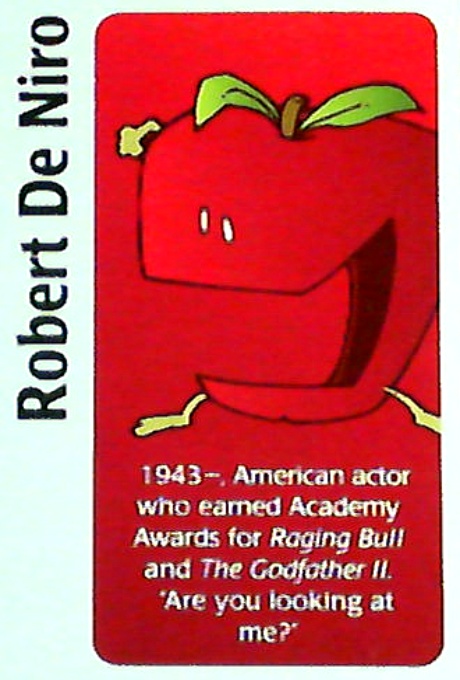 Robert De Niro
1943–, American actor
who earned Academy
Awards for Raging Bull
and The Godfather II.
"Are you looking at
me?"